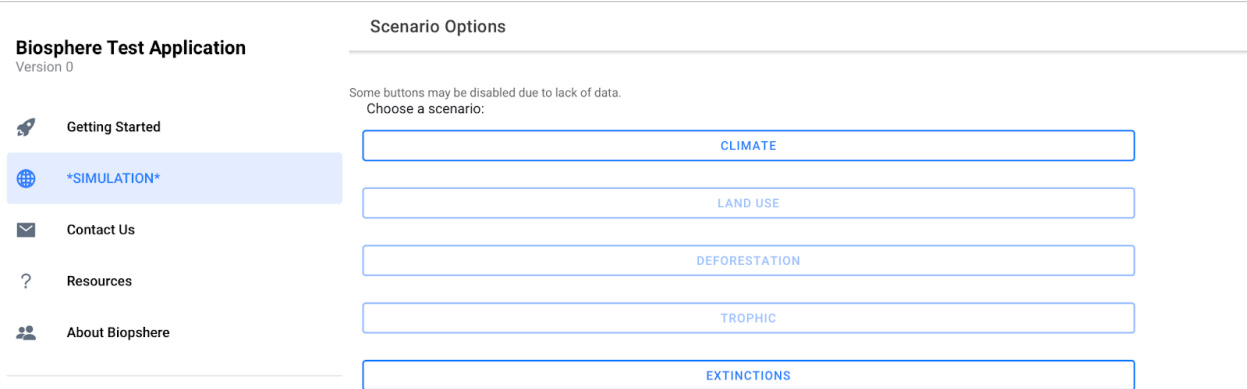 Biosphere Test Application
Version 0
Getting Started
*SIMULATION*
Contact Us
? Resources
About Biopshere
Scenario Options
Some buttons may be disabled due to lack of data.
Choose a scenario:
CLIMATE
LAND USE
DEFORESTATION
TROPHIC
EXTINCTIONS